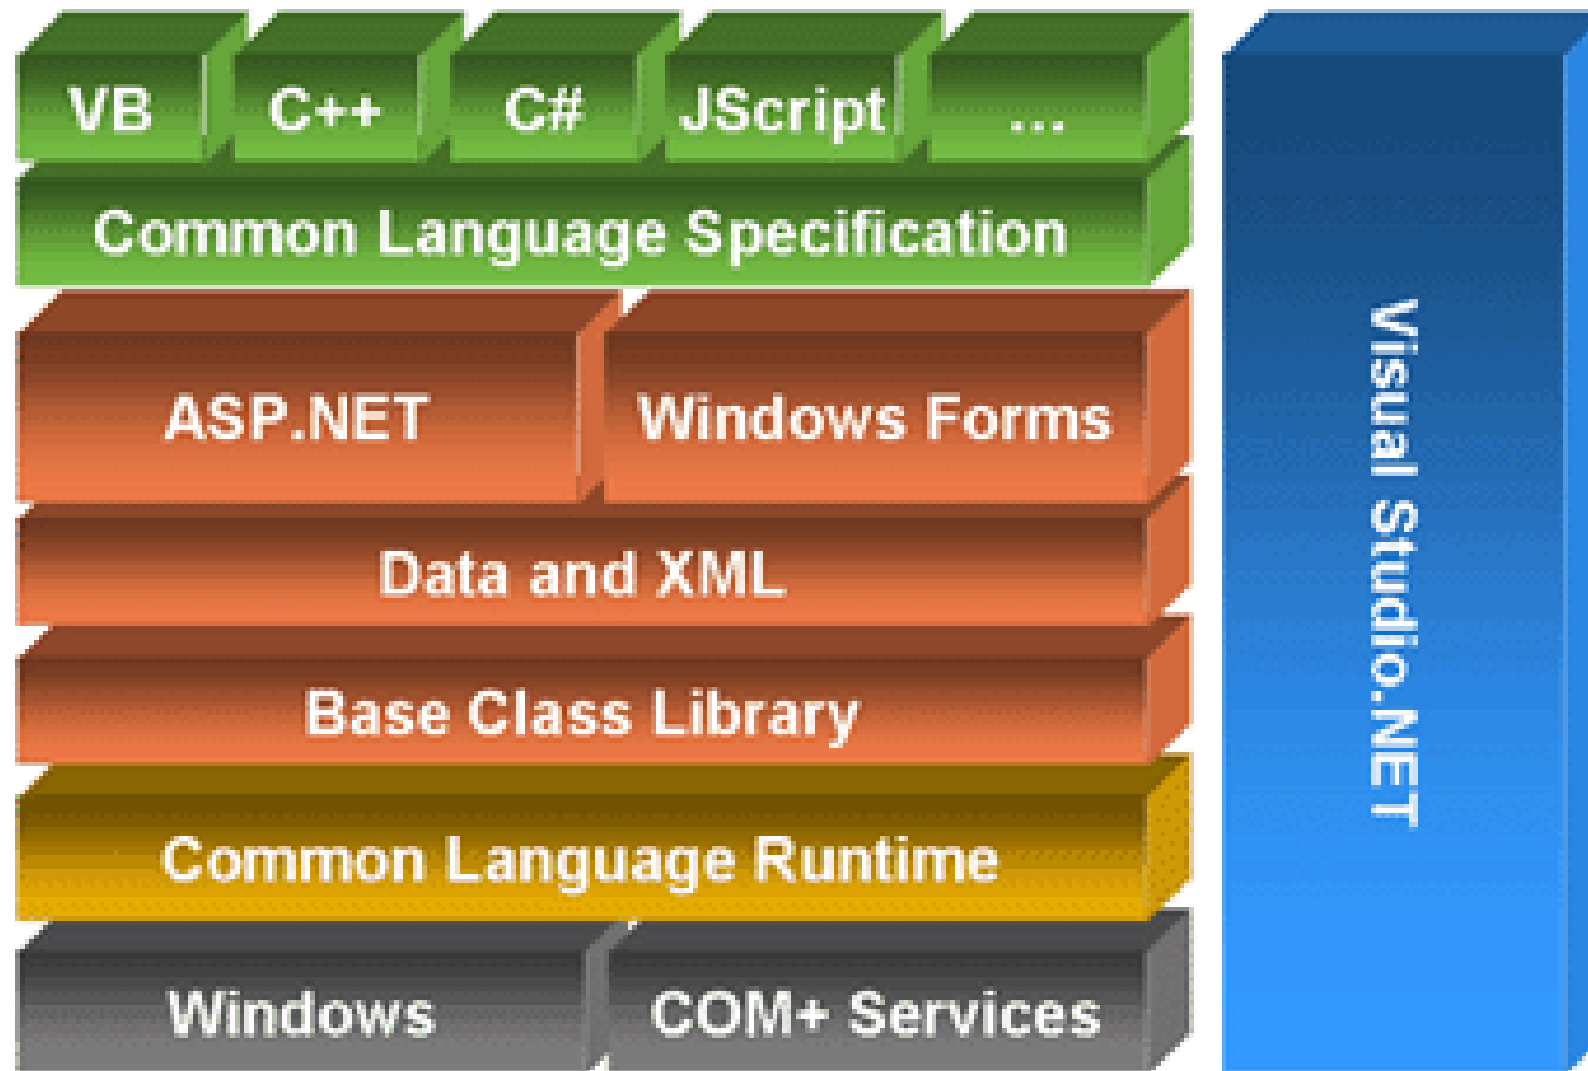 VB
C++
C#
JScript
...
Common Language Specification
ASP.NET
Windows Forms
Data and XML
Base Class Library
Common Language Runtime
Windows
COM+ Services
Visual Studio.NET